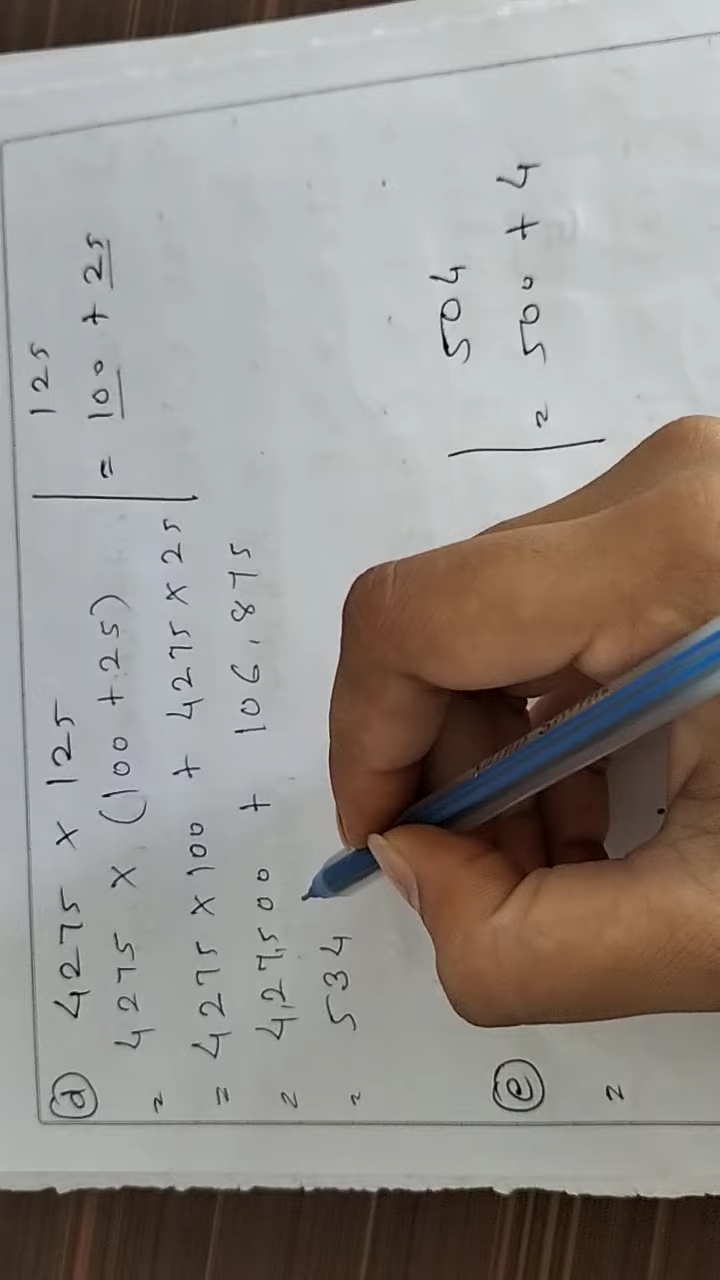 (d) 4275 × 125
= 4275 × (100 + 25)
= 4275 × 100 + 4275 × 25
= 4,27,500 + 106,875
= 534
125
= 100 + 25
(e)
=
504
= 500 + 4